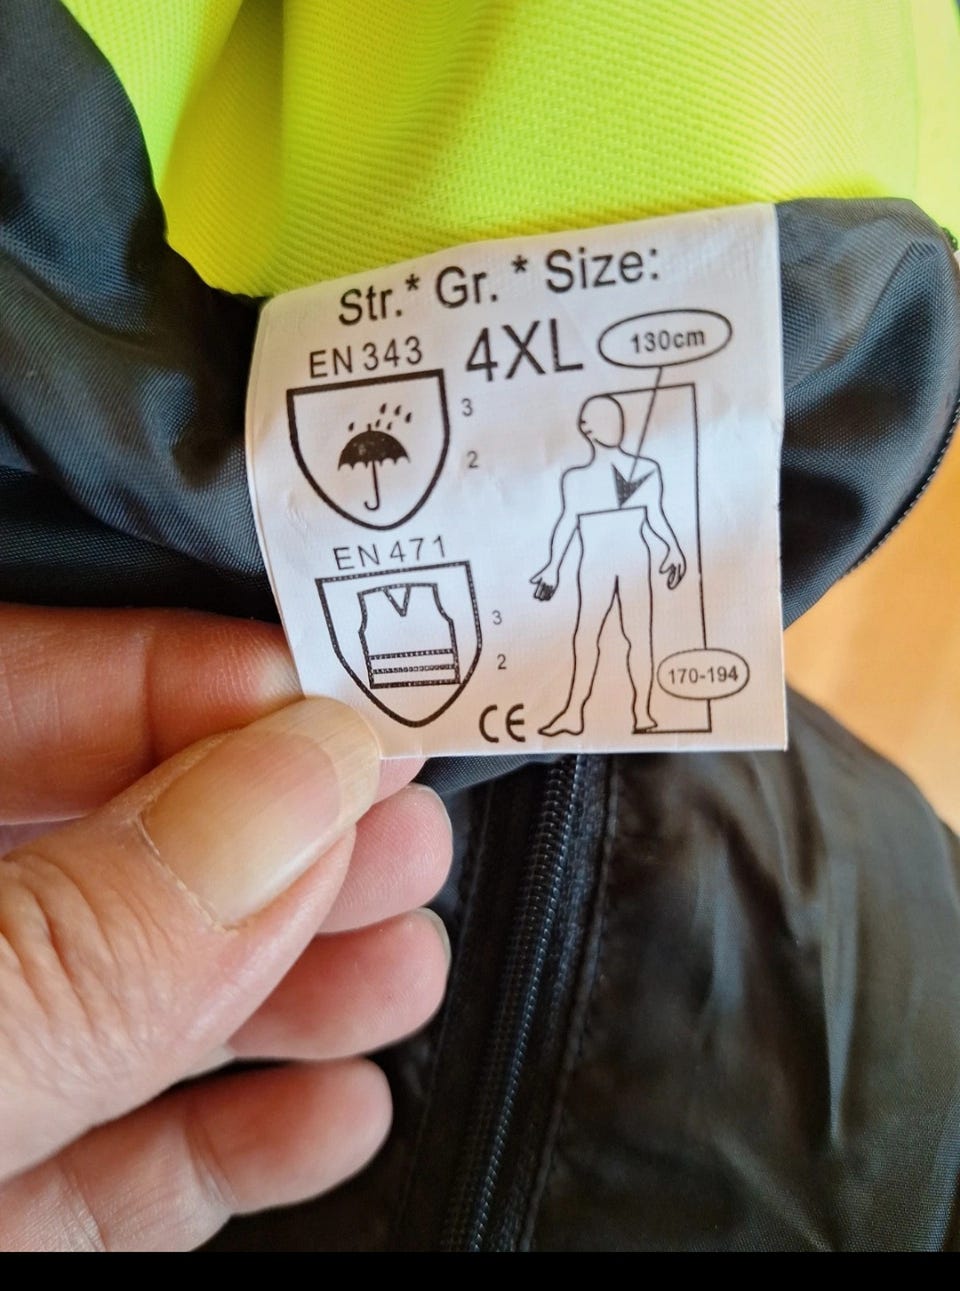 Str.* Gr. * Size:
EN 343 4XL 130cm
3
2
EN 471
3
2
170-194
CE